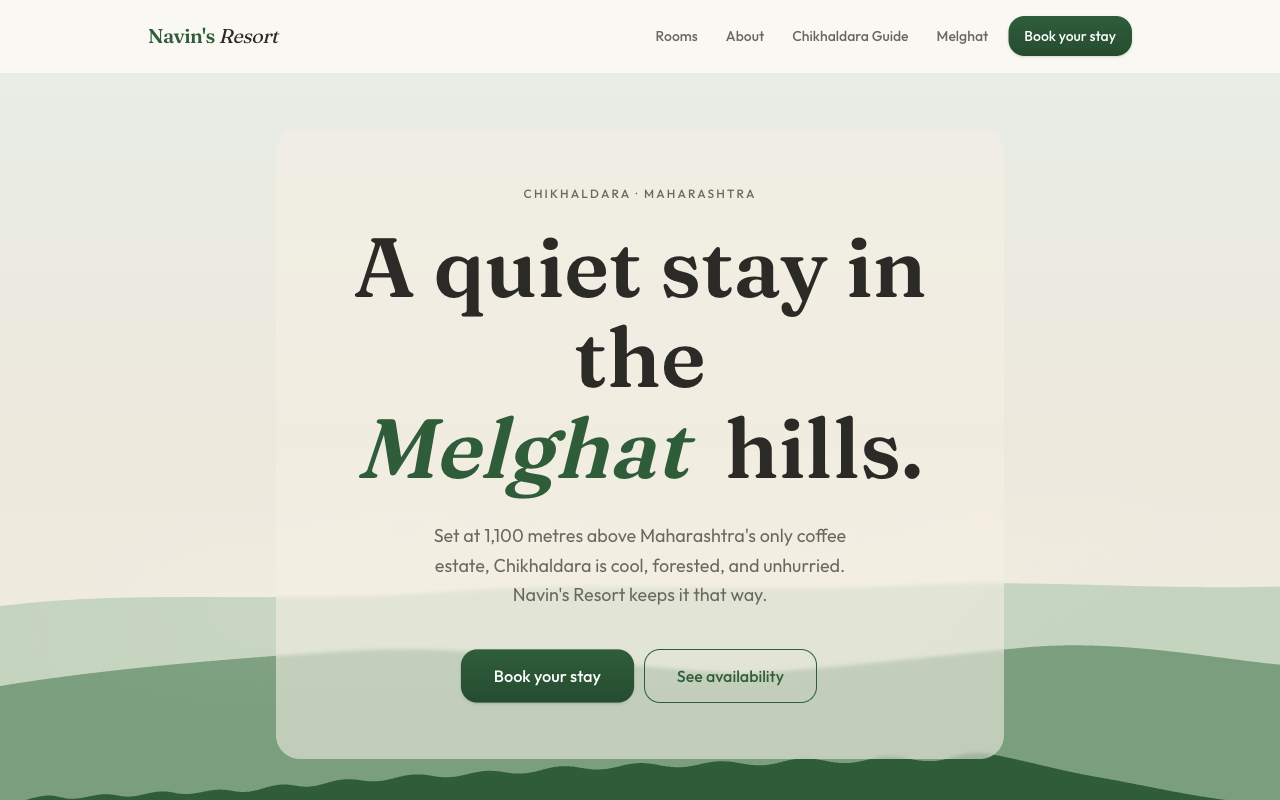 Navin's Resort
Rooms
About
Chikhaldara Guide
Melghat
Book your stay
CHIKHALDARA · MAHARASHTRA
A quiet stay in
the
Melghat hills.
Set at 1,100 metres above Maharashtra's only coffee
estate, Chikhaldara is cool, forested, and unhurried.
Navin's Resort keeps it that way.
Book your stay
See availability